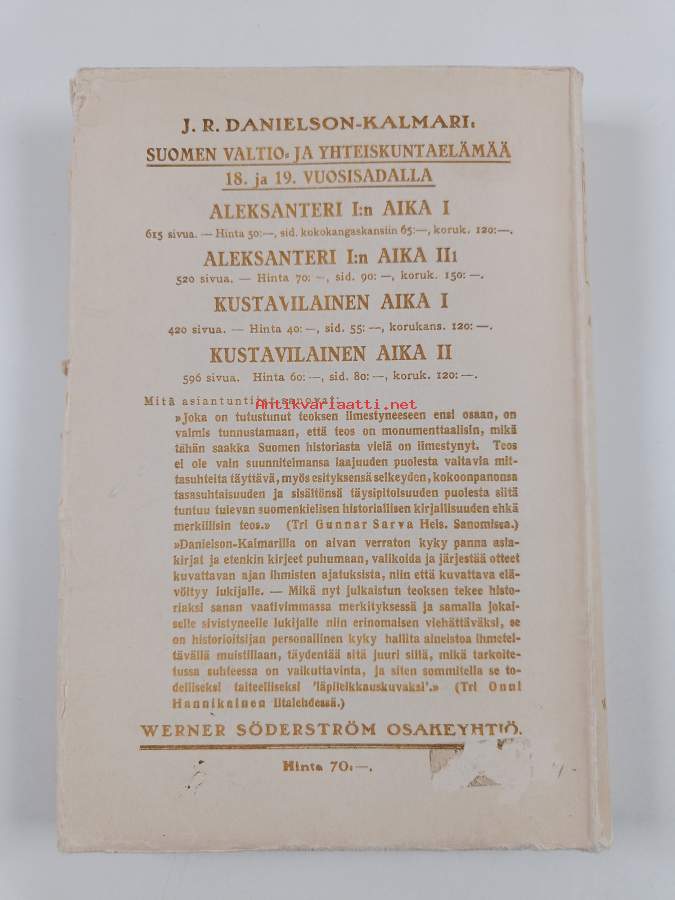 J. R. DANIELSON-KALMARI:
SUOMEN VALTIO- JA YHTEISKUNTAELÄMÄÄ
18. ja 19. VUOSISADALLA
ALEKSANTERI I:n AIKA I
615 sivua. — Hinta 50:—, sid. kokokangaskansiin 65:—, koruk. 120:—.
ALEKSANTERI I:n AIKA II1
520 sivua. — Hinta 70: —, sid. 90: —, koruk. 150: —.
KUSTAVILAINEN AIKA I
420 sivua. — Hinta 40: —, sid. 55: —, korukans. 120: —.
KUSTAVILAINEN AIKA II
596 sivua. Hinta 60: —, sid. 80: —, koruk. 120: —.
Mitä asiantuntijat sanovat:
Antikvariaatti.net
»Joka on tutustunut teoksen ilmestyneeseen ensi osaan, on
valmis tunnustamaan, että teos on monumenttaalisin, mikä
tähän saakka Suomen historiasta vielä on ilmestynyt. Teos
ei ole vain suunnitelmansa laajuuden puolesta valtavia mit-
tasuhteita täyttävä, myös esityksensä selkeyden, kokoonpanonsa
tasasuhtaisuuden ja sisältönsä täysipitoisuuden puolesta siitä
tuntuu tulevan suomenkielisen historiallisen kirjallisuuden ehkä
merkillisin teos.» (Tri Gunnar Sarva Hels. Sanomissa.)
»Danielson-Kalmarilla on aivan verraton kyky panna asia-
kirjat ja etenkin kirjeet puhumaan, valikoida ja järjestää otteet
kuvattavan ajan ihmisten ajatuksista, niin että kuvattava elä-
vöityy lukijalle. — Mikä nyt julkaistun teoksen tekee histo-
riaksi sanan vaativimmassa merkityksessä ja samalla jokai-
selle sivistyneelle lukijalle niin erinomaisen viehättäväksi, se
on historioitsijan personallinen kyky hallita aineistoa ihmetel-
tävällä muistillaan, täydentää sitä juuri sillä, mikä tarkoite-
tussa suhteessa on vaikuttavinta, ja siten sommitella se to-
delliseksi taiteelliseksi 'läpileikkauskuvaksi'.» (Tri Onni
Hannikainen Iltalehdessä.)
WERNER SÖDERSTRÖM OSAKEYHTIÖ.
Hinta 70:—.